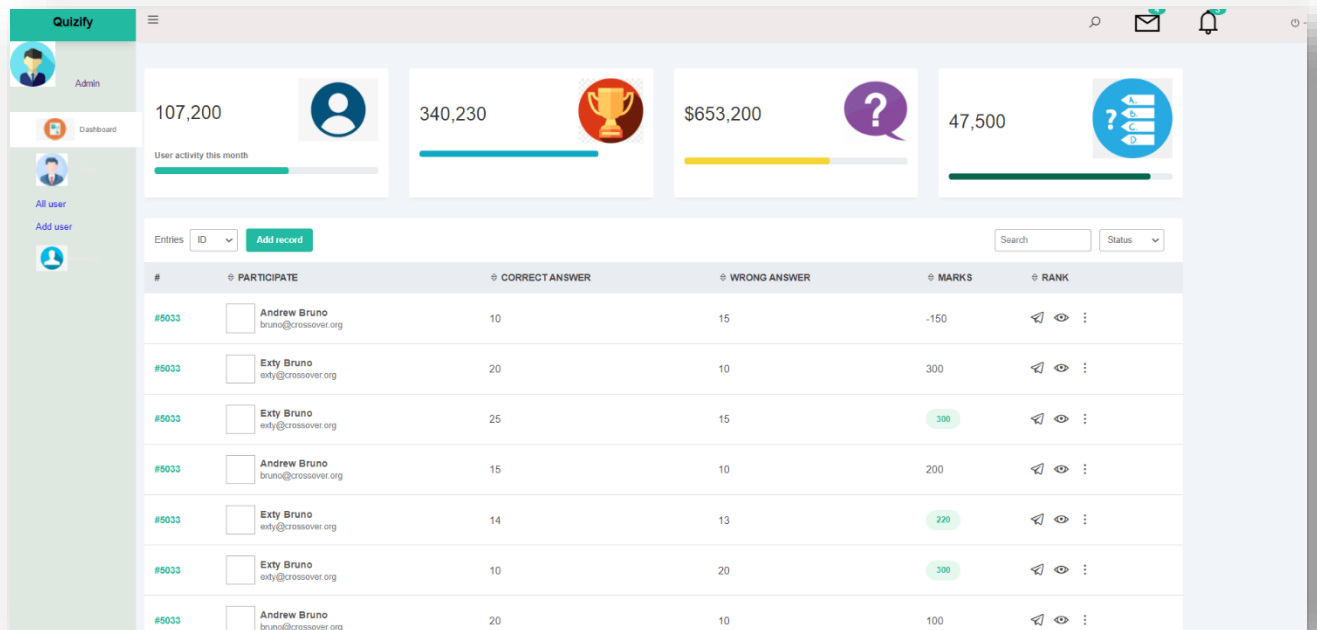 Quizify
Admin
Dashboard
All user
Add user
107,200
User activity this month
340,230
$653,200
47,500
?
? A. B. C. D
Entries ID Add record Search Status
# PARTICIPATE CORRECT ANSWER WRONG ANSWER MARKS RANK
#5033 Andrew Bruno 10 15 -150
bruno@crossover.org
#5033 Exty Bruno 20 10 300
exty@crossover.org
#5033 Exty Bruno 25 15 300
exty@crossover.org
#5033 Andrew Bruno 15 10 200
bruno@crossover.org
#5033 Exty Bruno 14 13 220
exty@crossover.org
#5033 Exty Bruno 10 20 300
exty@crossover.org
#5033 Andrew Bruno 20 10 100
bruno@crossover.org